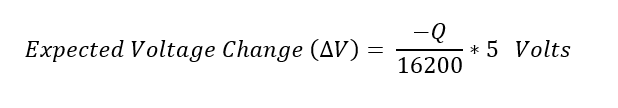 Expected Voltage Change (ΔV) = −Q / 16200 * 5 Volts